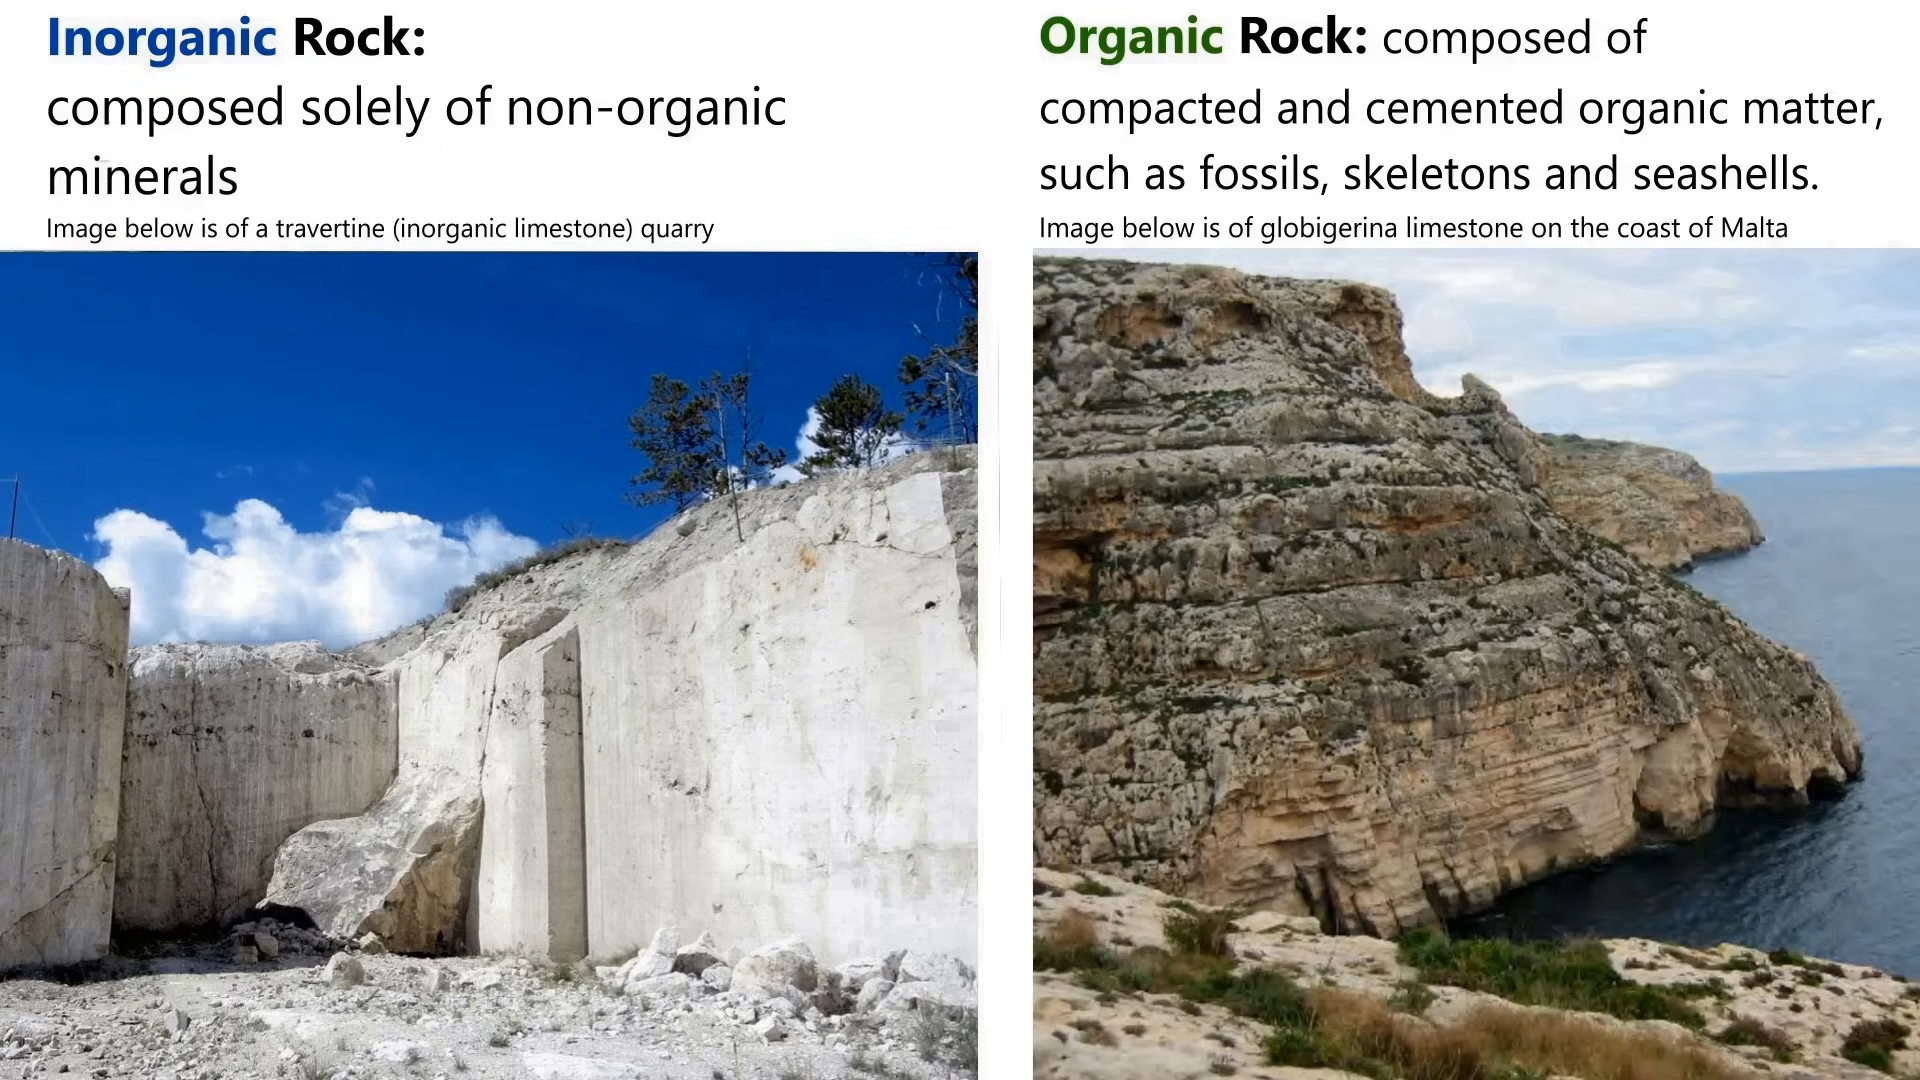 Inorganic Rock:
composed solely of non-organic
minerals
Image below is of a travertine (inorganic limestone) quarry
Organic Rock: composed of
compacted and cemented organic matter,
such as fossils, skeletons and seashells.
Image below is of globigerina limestone on the coast of Malta